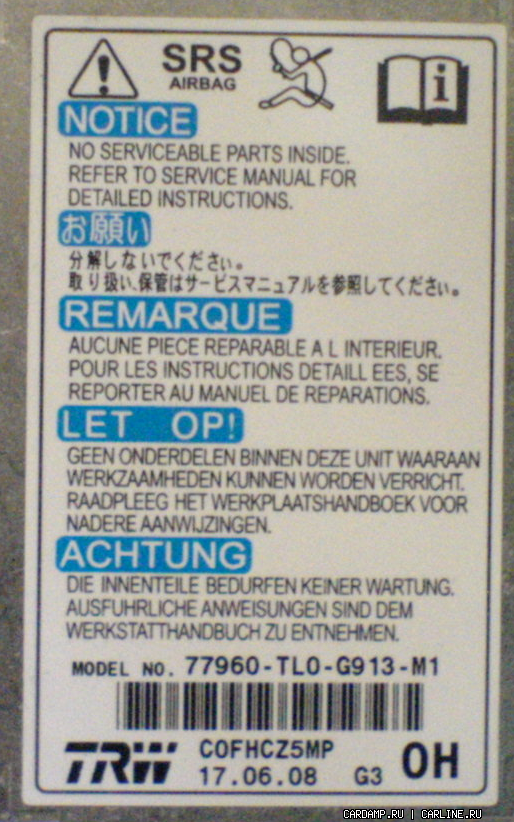 SRS
AIRBAG
NOTICE
NO SERVICEABLE PARTS INSIDE.
REFER TO SERVICE MANUAL FOR
DETAILED INSTRUCTIONS.
お願い
分解しないでください。
取り扱い、保管はサービスマニュアルを参照してください。
REMARQUE
AUCUNE PIECE REPARABLE A L INTERIEUR.
POUR LES INSTRUCTIONS DETAILL EES, SE
REPORTER AU MANUEL DE REPARATIONS.
LET OP!
GEEN ONDERDELEN BINNEN DEZE UNIT WAARAAN
WERKZAAMHEDEN KUNNEN WORDEN VERRICHT.
RAADPLEEG HET WERKPLAATSHANDBOEK VOOR
NADERE AANWIJZINGEN.
ACHTUNG
DIE INNENTEILE BEDURFEN KEINER WARTUNG.
AUSFUHRLICHE ANWEISUNGEN SIND DEM
WERKSTATTHANDBUCH ZU ENTNEHMEN.
MODEL NO. 77960-TL0-G913-M1
TRW C0FHCZ5MP
17.06.08 G3 0H
CARDAMP.RU | CARLINE.RU